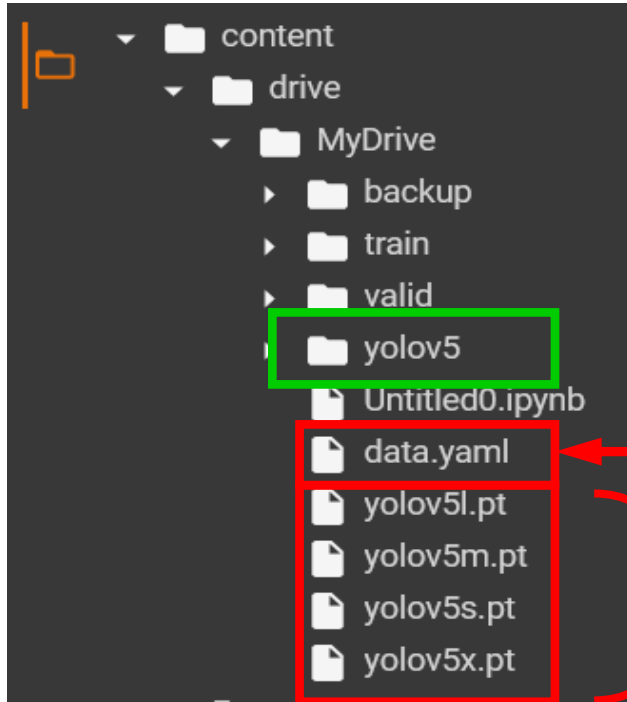 content
drive
MyDrive
backup
train
valid
yolov5
Untitled0.ipynb
data.yaml
yolov5l.pt
yolov5m.pt
yolov5s.pt
yolov5x.pt